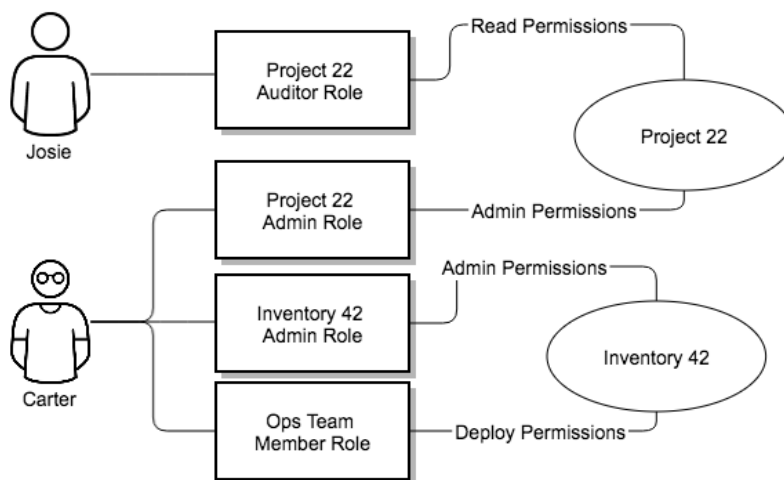 Read Permissions
Project 22
Auditor Role
Josie
Project 22
Project 22
Admin Role
Admin Permissions
Admin Permissions
Inventory 42
Admin Role
Inventory 42
Carter
Ops Team
Member Role
Deploy Permissions